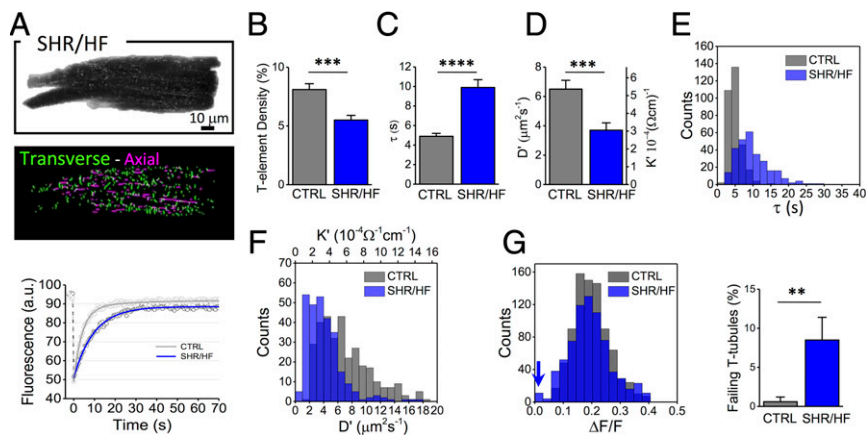 A
SHR/HF
10 μm
Transverse - Axial
Fluorescence (a.u.)
100
90
80
70
60
50
40
CTRL
SHR/HF
0 10 20 30 40 50 60 70
Time (s)
B
***
T-element Density (%)
10
5
0
CTRL SHR/HF
C
****
τ (s)
12
10
8
6
4
2
0
CTRL SHR/HF
D
***
D' (μm²s⁻¹)
8
6
4
2
0
K' 10⁻⁴(Ωcm)⁻¹
6
5
4
3
2
1
0
CTRL SHR/HF
E
CTRL
SHR/HF
Counts
160
140
120
100
80
60
40
20
0
0 5 10 15 20 25 30 35 40
τ (s)
F
K' (10⁻⁴Ω⁻¹cm⁻¹)
0 2 4 6 8 10 12 14 16
CTRL
SHR/HF
Counts
70
60
50
40
30
20
10
0
0 2 4 6 8 10 12 14 16 18 20
D' (μm²s⁻¹)
G
CTRL
SHR/HF
Counts
160
120
80
40
0
0.0 0.1 0.2 0.3 0.4 0.5
ΔF/F
**
Failing T-tubules (%)
15
10
5
0
CTRL SHR/HF